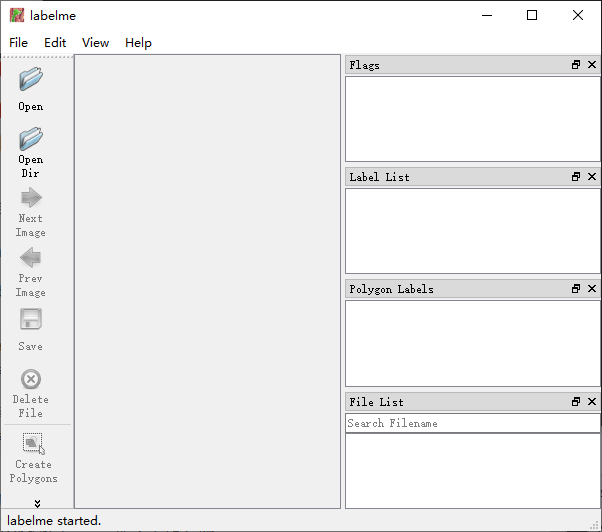 labelme
File Edit View Help
Open
Open
Dir
Next
Image
Prev
Image
Save
Delete
File
Create
Polygons
Flags
Label List
Polygon Labels
File List
Search Filename
labelme started.